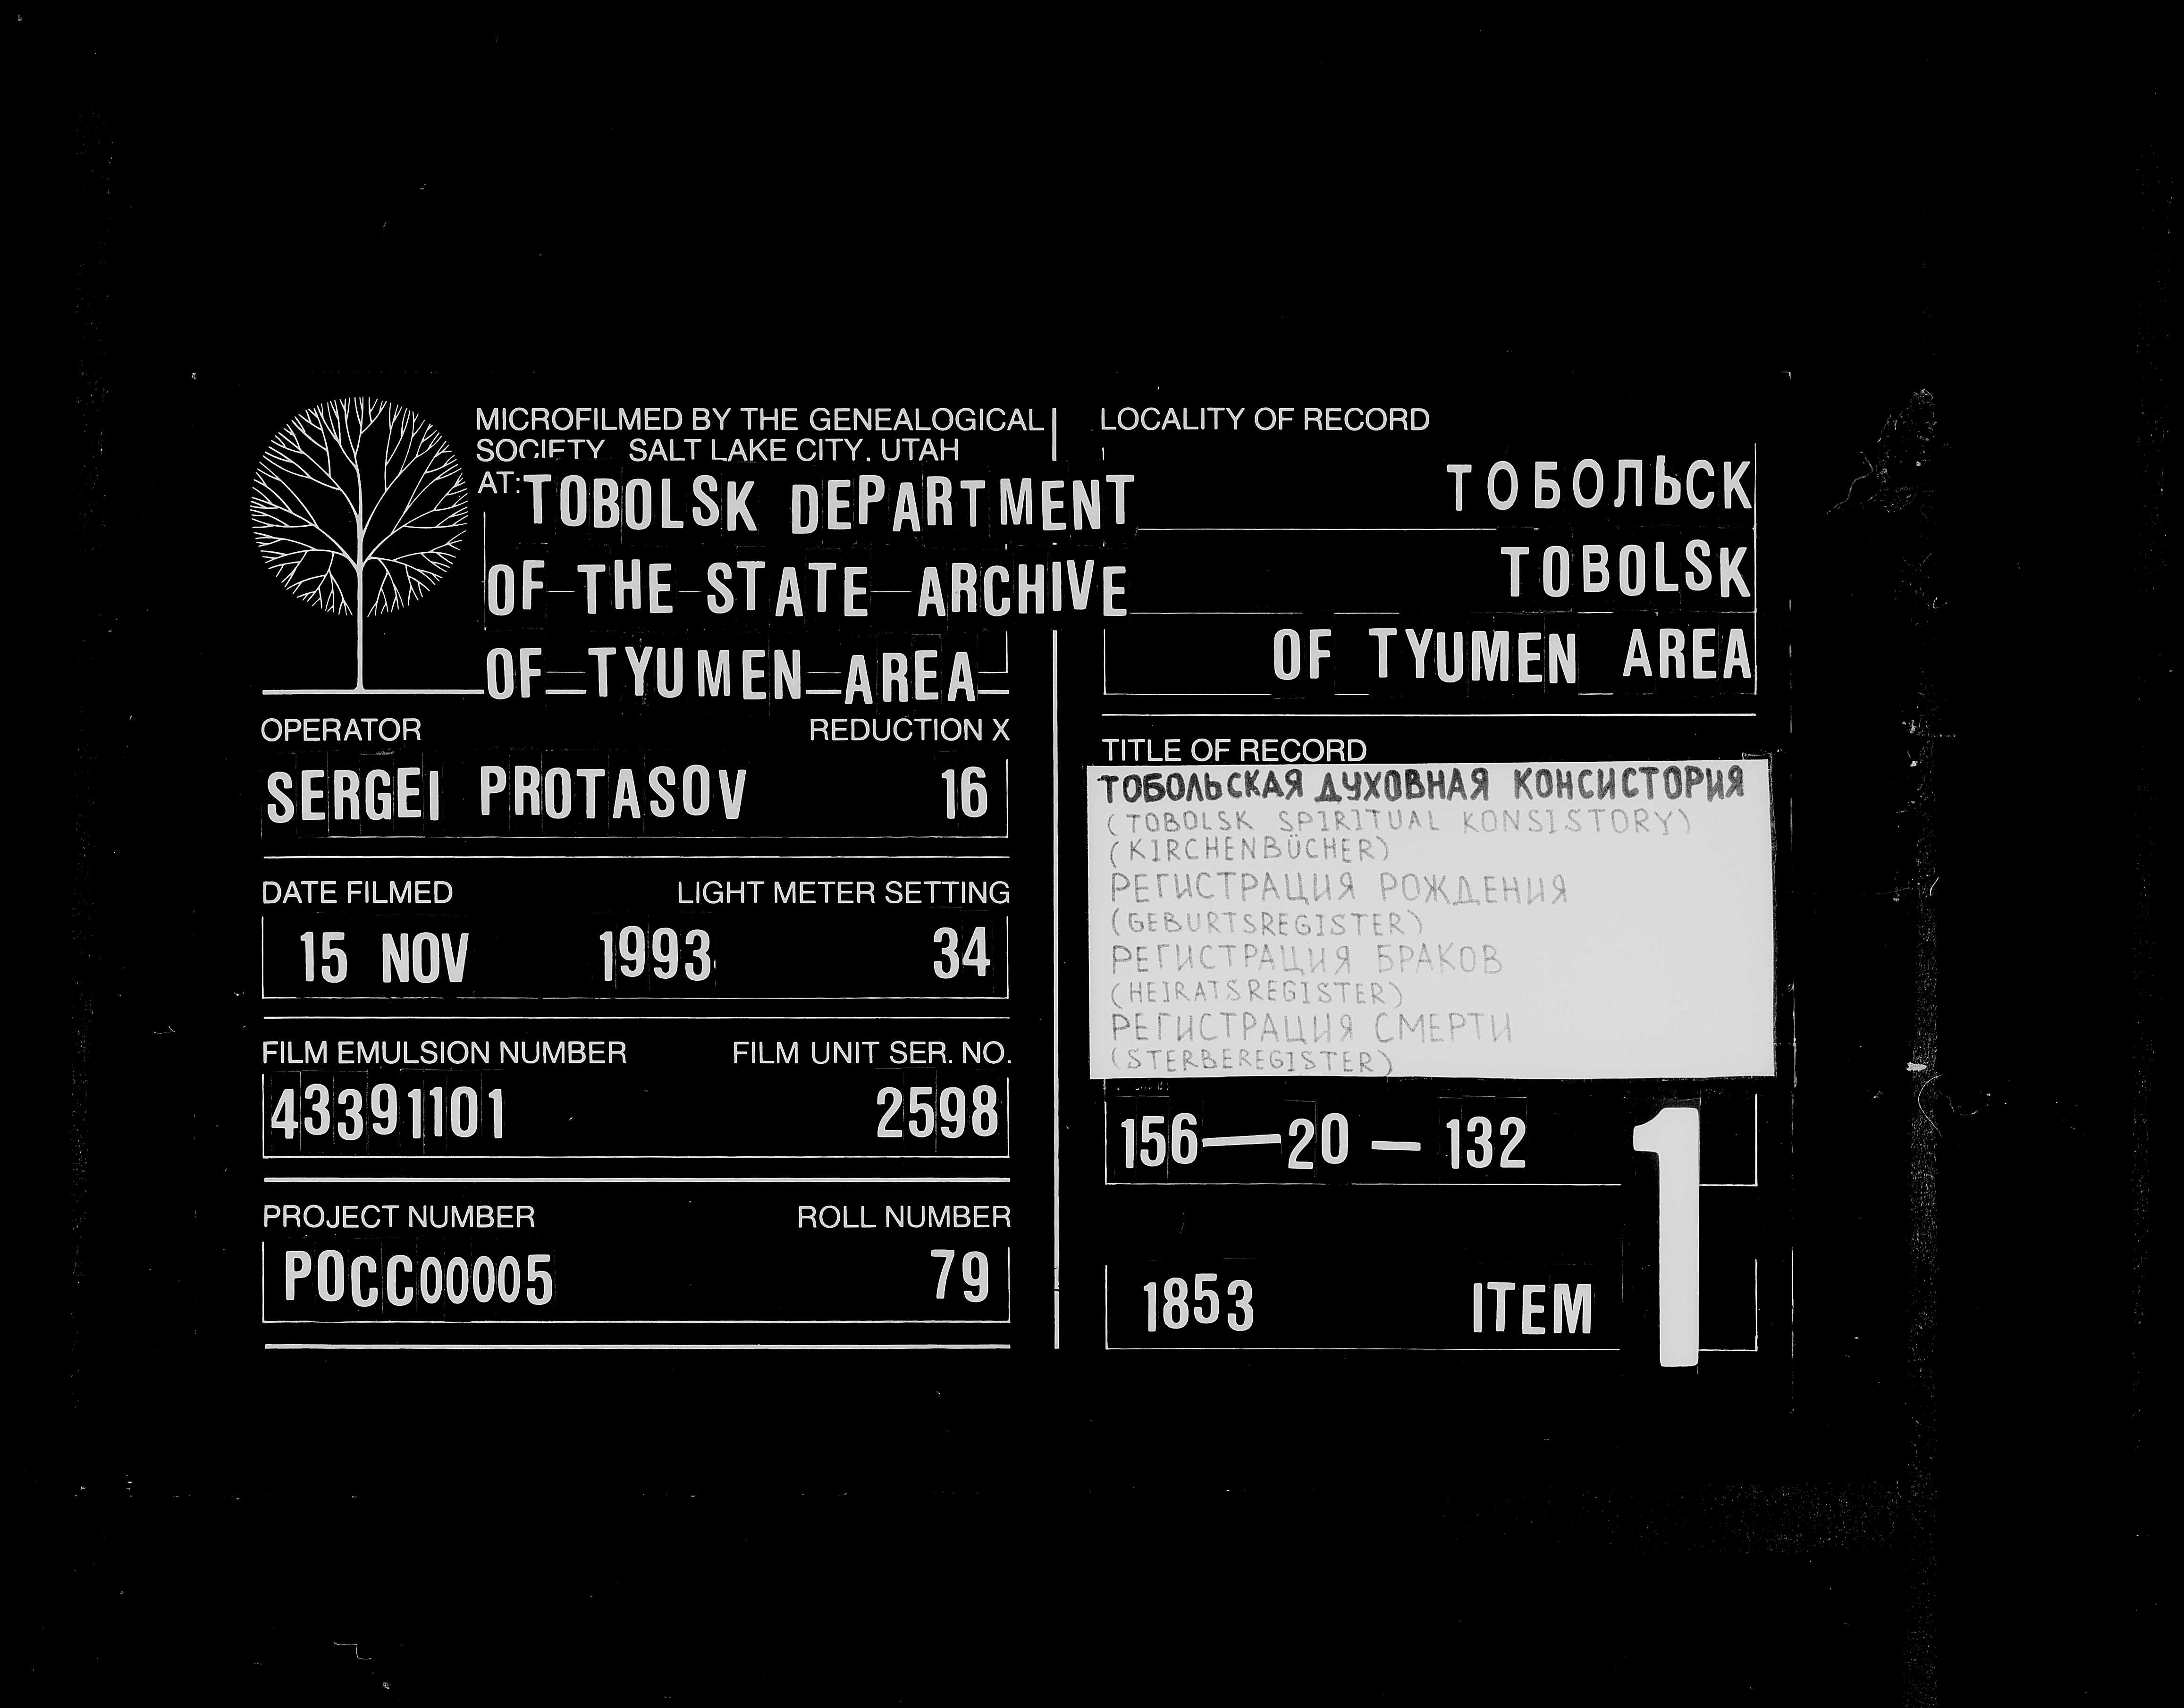 MICROFILMED BY THE GENEALOGICAL
SOCIETY SALT LAKE CITY, UTAH
AT: TOBOLSK DEPARTMENT
OF THE STATE ARCHIVE
OF TYUMEN AREA
OPERATOR REDUCTION X
SERGEI PROTASOV 16
DATE FILMED LIGHT METER SETTING
15 NOV 1993 34
FILM EMULSION NUMBER FILM UNIT SER. NO.
43391101 2598
PROJECT NUMBER ROLL NUMBER
POCC00005 79
LOCALITY OF RECORD
ТОБОЛЬСК
TOBOLSK
OF TYUMEN AREA
TITLE OF RECORD
ТОБОЛЬСКАЯ ДУХОВНАЯ КОНСИСТОРИЯ
(TOBOLSK SPIRITUAL KONSISTORY)
(KIRCHENBÜCHER)
РЕГИСТРАЦИЯ РОЖДЕНИЯ
(GEBURTSREGISTER)
РЕГИСТРАЦИЯ БРАКОВ
(HEIRATSREGISTER)
РЕГИСТРАЦИЯ СМЕРТИ
(STERBEREGISTER)
156—20—132
1853 ITEM 1